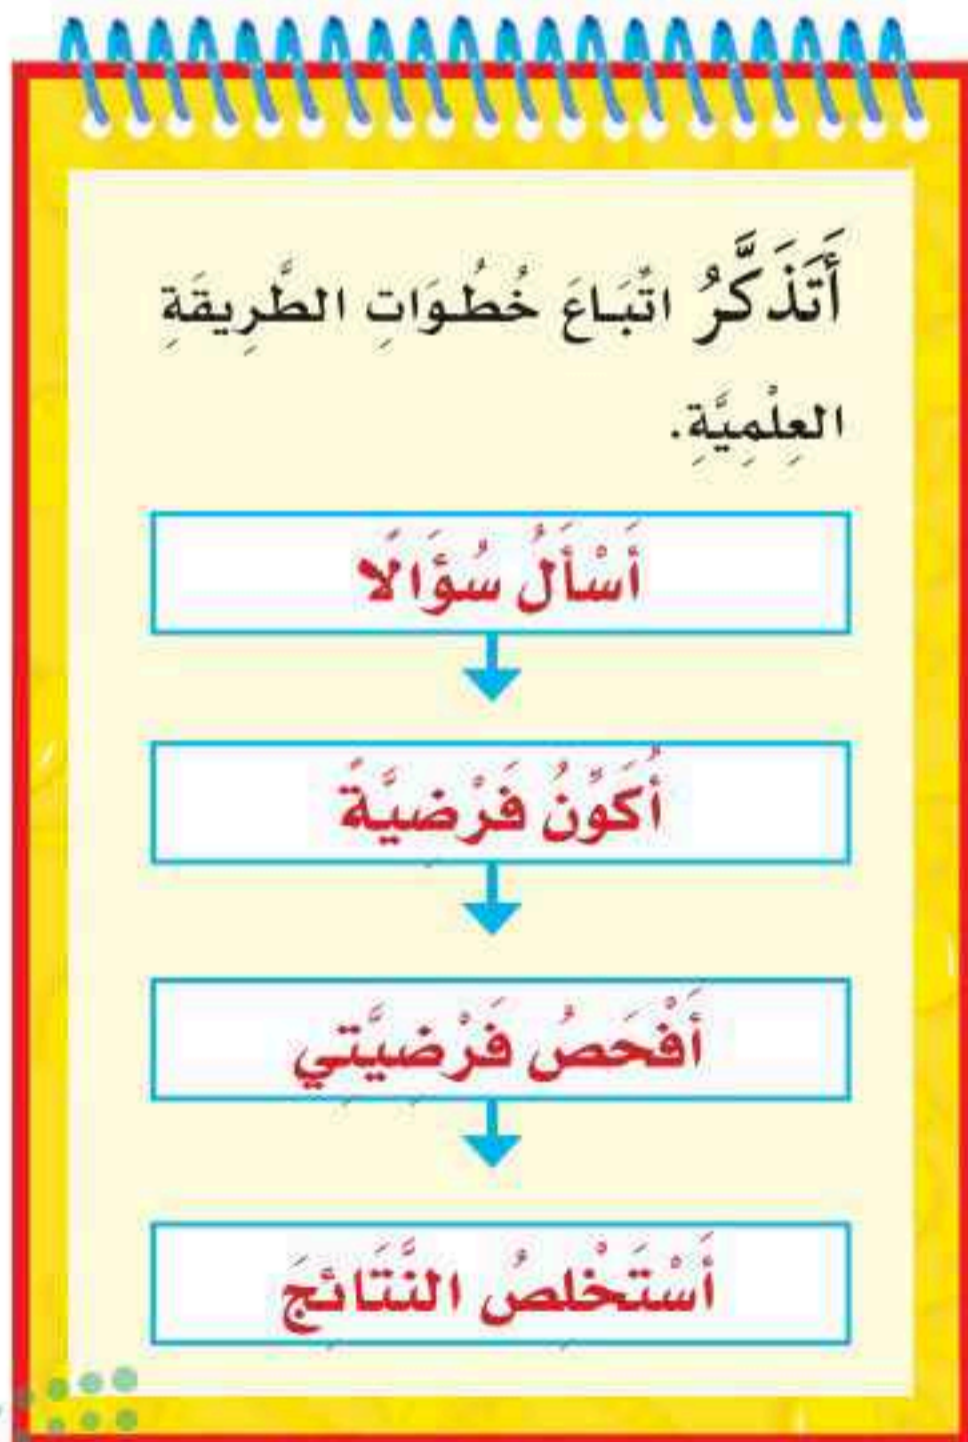 أَتَذَكَّرُ اتِّبَاعَ خُطُوَاتِ الطَّرِيقَةِ
العِلْمِيَّةِ.
أَسْأَلُ سُؤَالًا
أُكَوِّنُ فَرْضِيَّةً
أَفْحَصُ فَرْضِيَّتِي
أَسْتَخْلِصُ النَّتَائِجَ